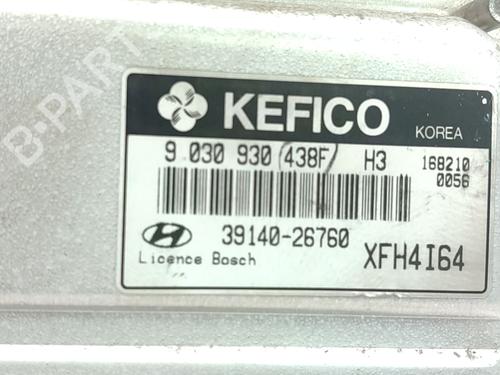 B-PART
KEFICO
KOREA
9 030 930 438F H3 168210
0056
39140-26760
Licence Bosch XFH4I64